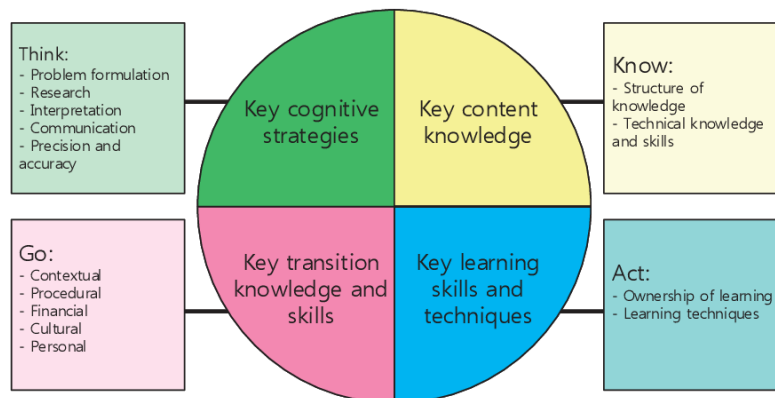 Think:
- Problem formulation
- Research
- Interpretation
- Communication
- Precision and
accuracy
Key cognitive
strategies
Key content
knowledge
Know:
- Structure of
knowledge
- Technical knowledge
and skills
Go:
- Contextual
- Procedural
- Financial
- Cultural
- Personal
Key transition
knowledge and
skills
Key learning
skills and
techniques
Act:
- Ownership of learning
- Learning techniques